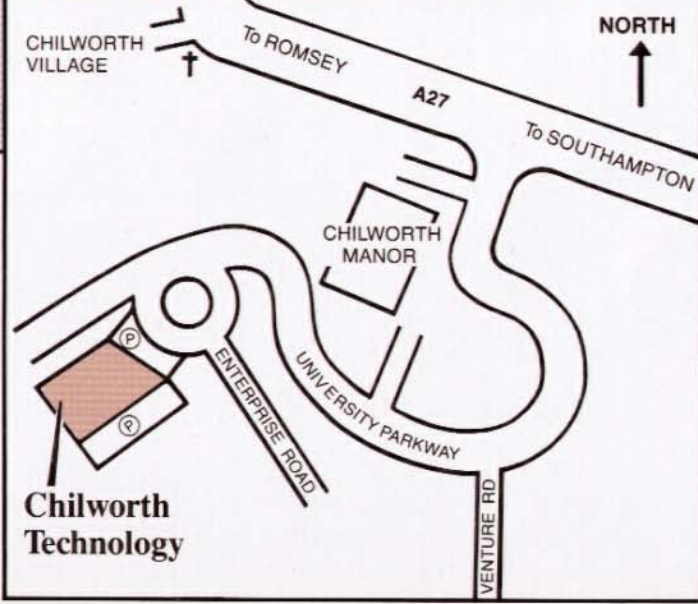 CHILWORTH
VILLAGE
To ROMSEY
A27
NORTH
To SOUTHAMPTON
CHILWORTH
MANOR
P
P
ENTERPRISE ROAD
UNIVERSITY PARKWAY
VENTURE RD
Chilworth
Technology